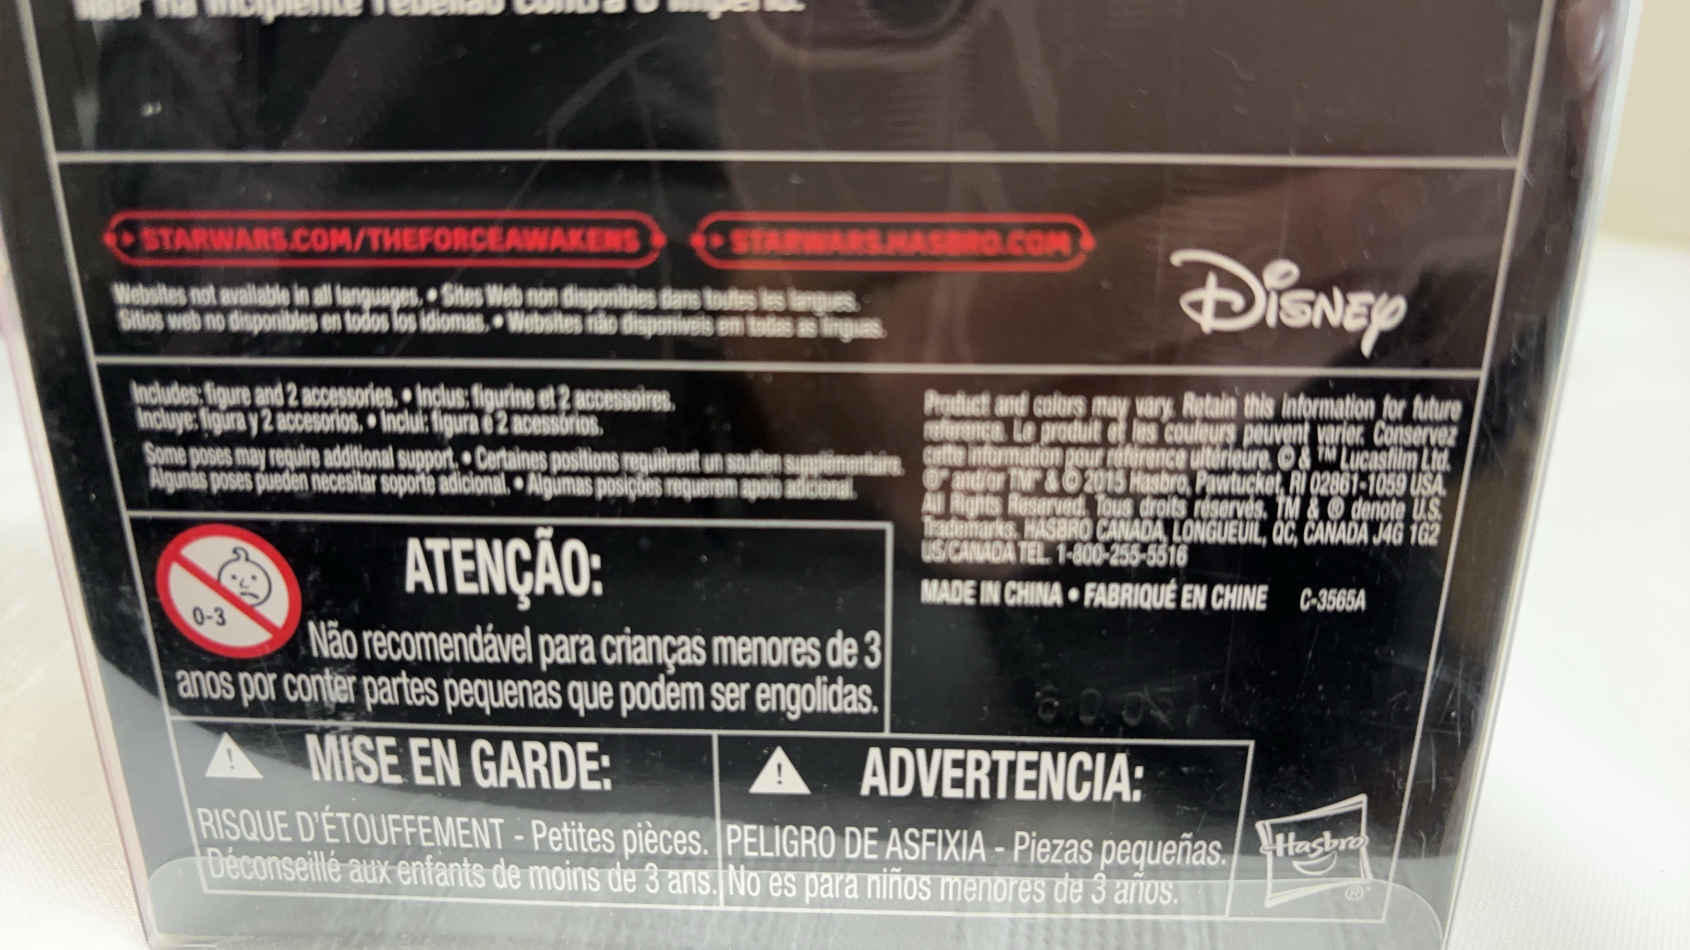 líder na incipiente rebelião contra o Império.
STARWARS.COM/THEFORCEAWAKENS
STARWARS.HASBRO.COM
Websites not available in all languages. • Sites Web non disponibles dans toutes les langues.
Sitios web no disponibles en todos los idiomas. • Websites não disponíveis em todas as línguas.
DISNEY
Includes: figure and 2 accessories. • Inclus: figurine et 2 accessoires.
Incluye: figura y 2 accesorios. • Inclui: figura e 2 acessórios.
Some poses may require additional support. • Certaines positions requièrent un soutien supplémentaire.
Algunas poses pueden necesitar soporte adicional. • Algumas posições requerem apoio adicional.
Product and colors may vary. Retain this information for future
reference. Le produit et les couleurs peuvent varier. Conservez
cette information pour référence ultérieure. © & ™ Lucasfilm Ltd.
®* and/or TM* & © 2015 Hasbro, Pawtucket, RI 02861-1059 USA.
All Rights Reserved. Tous droits réservés. TM & ® denote U.S.
Trademarks. HASBRO CANADA, LONGUEUIL, QC, CANADA J4G 1G2
US/CANADA TEL. 1-800-255-5516
MADE IN CHINA • FABRIQUÉ EN CHINE C-3565A
0-3
ATENÇÃO:
Não recomendável para crianças menores de 3
anos por conter partes pequenas que podem ser engolidas.
MISE EN GARDE:
RISQUE D'ÉTOUFFEMENT - Petites pièces.
Déconseillé aux enfants de moins de 3 ans.
ADVERTENCIA:
PELIGRO DE ASFIXIA - Piezas pequeñas.
No es para niños menores de 3 años.
Hasbro
®*